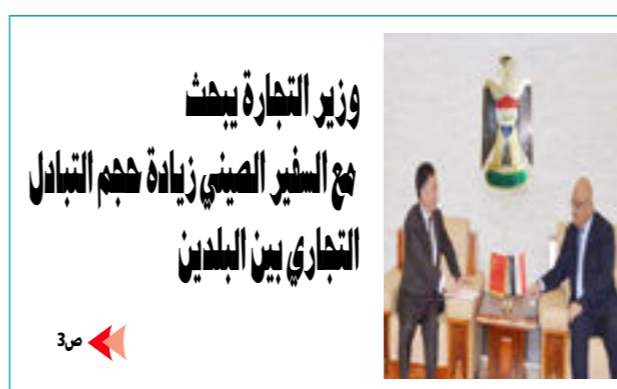 وزير التجارة يبحث
مع السفير الصيني زيادة حجم التبادل
التجاري بين البلدين
ص3